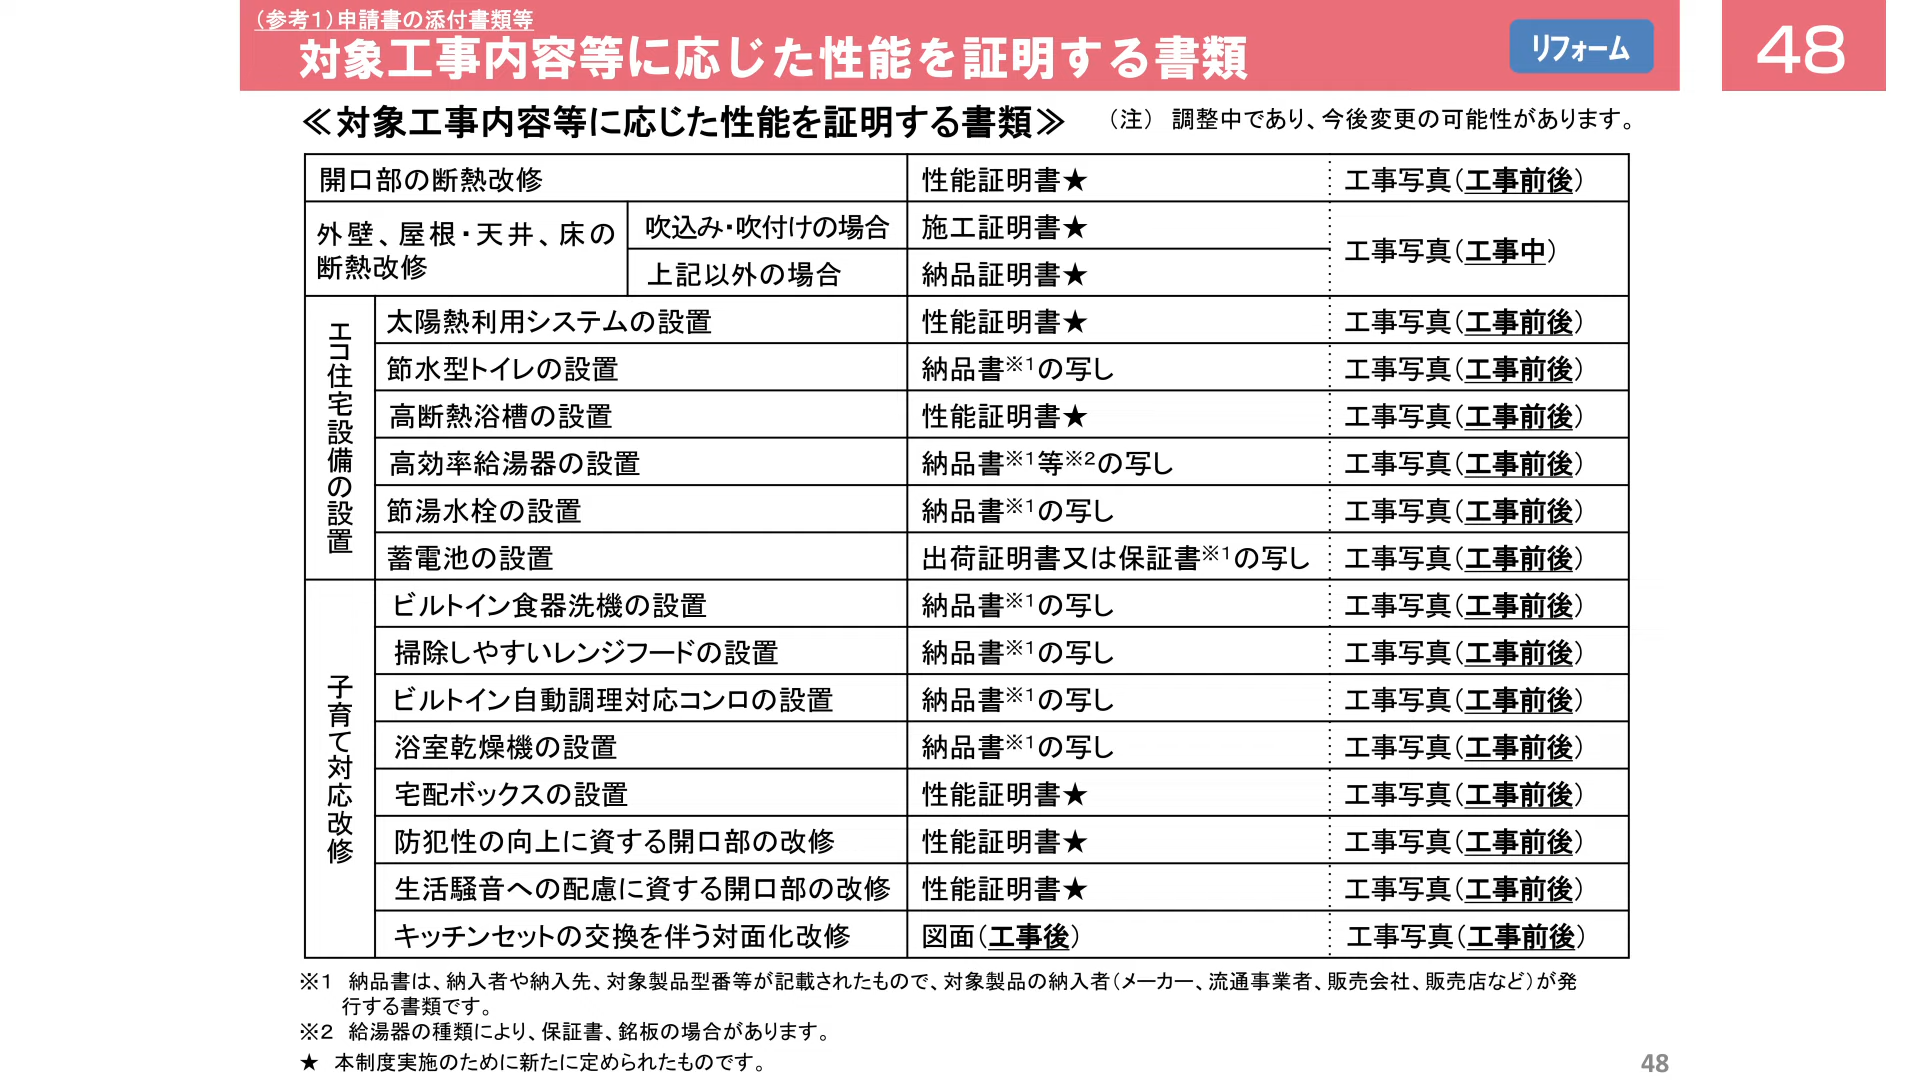 （参考１）申請書の添付書類等
対象工事内容等に応じた性能を証明する書類
リフォーム
48
≪対象工事内容等に応じた性能を証明する書類≫
（注） 調整中であり、今後変更の可能性があります。
開口部の断熱改修 性能証明書★ 工事写真（工事前後）
外壁、屋根・天井、床の
断熱改修
吹込み・吹付けの場合 施工証明書★
上記以外の場合 納品証明書★
工事写真（工事中）
エコ住宅設備の設置
太陽熱利用システムの設置 性能証明書★ 工事写真（工事前後）
節水型トイレの設置 納品書※1の写し 工事写真（工事前後）
高断熱浴槽の設置 性能証明書★ 工事写真（工事前後）
高効率給湯器の設置 納品書※1等※2の写し 工事写真（工事前後）
節湯水栓の設置 納品書※1の写し 工事写真（工事前後）
蓄電池の設置 出荷証明書又は保証書※1の写し 工事写真（工事前後）
子育て対応改修
ビルトイン食器洗機の設置 納品書※1の写し 工事写真（工事前後）
掃除しやすいレンジフードの設置 納品書※1の写し 工事写真（工事前後）
ビルトイン自動調理対応コンロの設置 納品書※1の写し 工事写真（工事前後）
浴室乾燥機の設置 納品書※1の写し 工事写真（工事前後）
宅配ボックスの設置 性能証明書★ 工事写真（工事前後）
防犯性の向上に資する開口部の改修 性能証明書★ 工事写真（工事前後）
生活騒音への配慮に資する開口部の改修 性能証明書★ 工事写真（工事前後）
キッチンセットの交換を伴う対面化改修 図面（工事後） 工事写真（工事前後）
※１ 納品書は、納入者や納入先、対象製品型番等が記載されたもので、対象製品の納入者（メーカー、流通事業者、販売会社、販売店など）が発
行する書類です。
※２ 給湯器の種類により、保証書、銘板の場合があります。
★ 本制度実施のために新たに定められたものです。
48